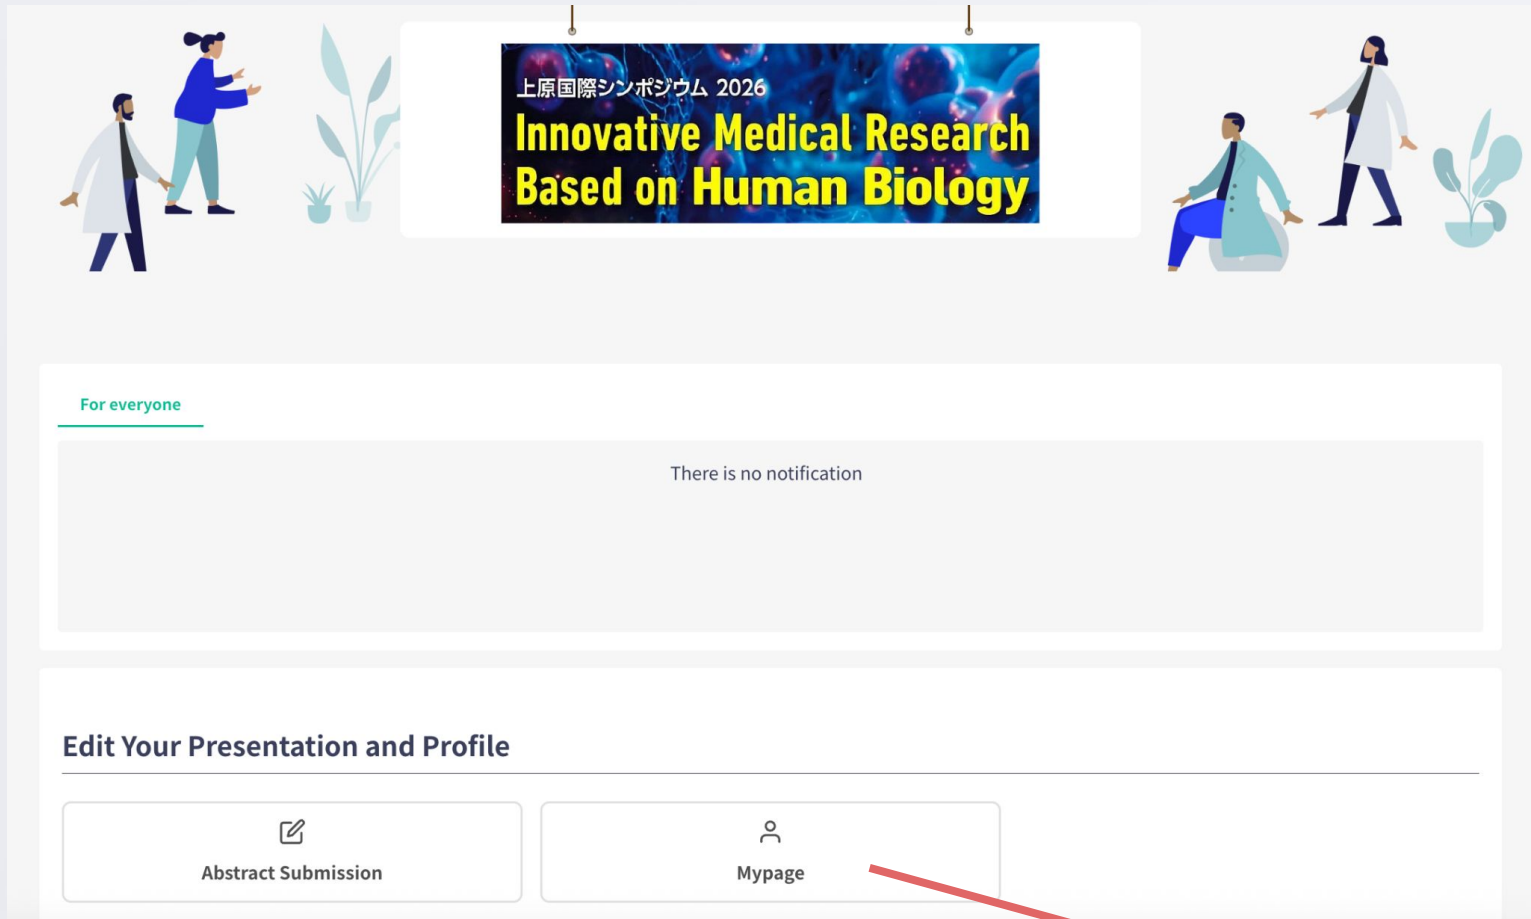 上原国際シンポジウム 2026
Innovative Medical Research
Based on Human Biology
For everyone
There is no notification
Edit Your Presentation and Profile
Abstract Submission
Mypage